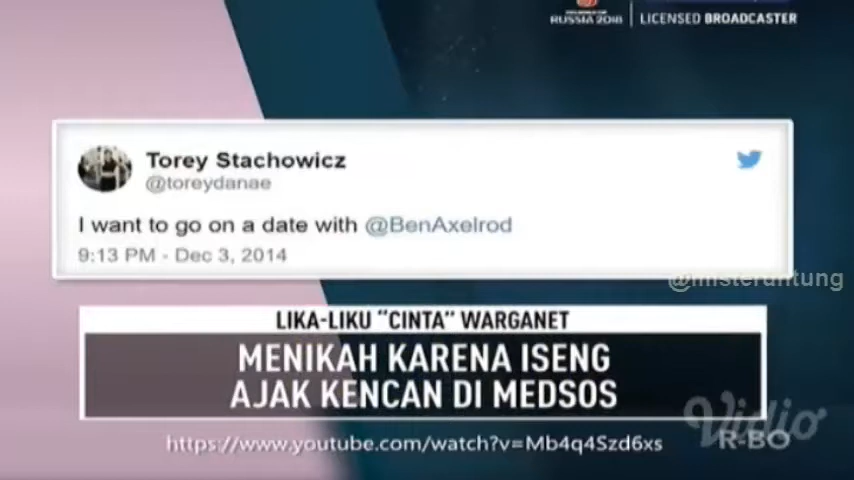 RUSSIA 2018
LICENSED BROADCASTER
Torey Stachowicz
@toreydanae
I want to go on a date with @BenAxelrod
9:13 PM - Dec 3, 2014
@misteruntung
LIKA-LIKU “CINTA” WARGANET
MENIKAH KARENA ISENG
AJAK KENCAN DI MEDSOS
Vidio
R-BO
https://www.youtube.com/watch?v=Mb4q4Szd6xs